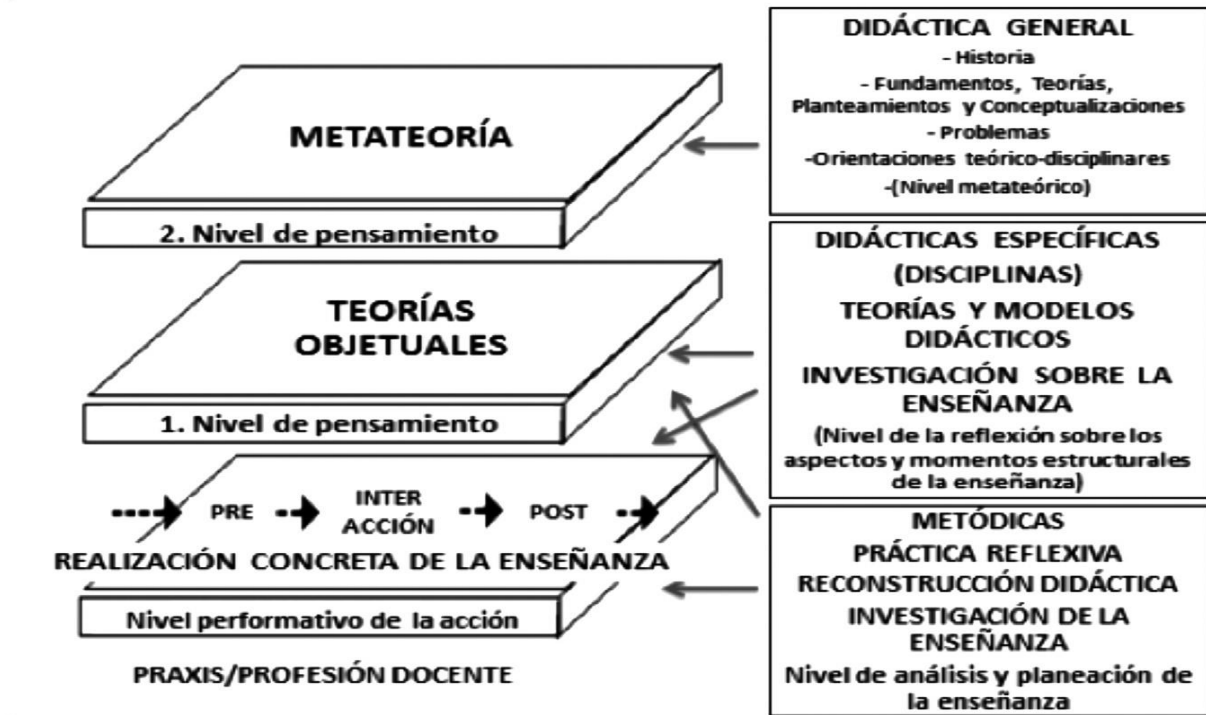 METATEORÍA
2. Nivel de pensamiento
TEORÍAS
OBJETUALES
1. Nivel de pensamiento
PRE
INTER
ACCIÓN
POST
REALIZACIÓN CONCRETA DE LA ENSEÑANZA
Nivel performativo de la acción
PRAXIS/PROFESIÓN DOCENTE
DIDÁCTICA GENERAL
- Historia
- Fundamentos, Teorías,
Planteamientos y Conceptualizaciones
- Problemas
-Orientaciones teórico-disciplinares
-(Nivel metateórico)
DIDÁCTICAS ESPECÍFICAS
(DISCIPLINAS)
TEORÍAS Y MODELOS
DIDÁCTICOS
INVESTIGACIÓN SOBRE LA
ENSEÑANZA
(Nivel de la reflexión sobre los
aspectos y momentos estructurales
de la enseñanza)
METÓDICAS
PRÁCTICA REFLEXIVA
RECONSTRUCCIÓN DIDÁCTICA
INVESTIGACIÓN DE LA
ENSEÑANZA
Nivel de análisis y planeación de
la enseñanza